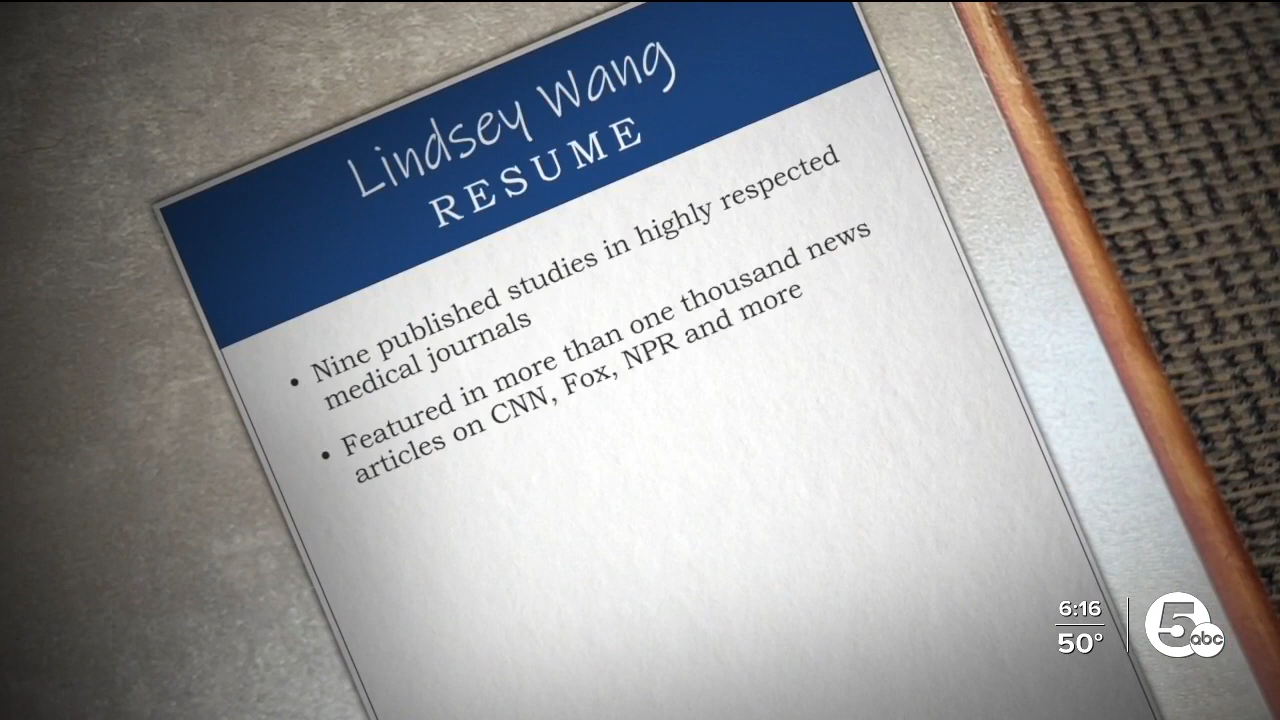 Lindsey Wang
RESUME
• Nine published studies in highly respected
medical journals
• Featured in more than one thousand news
articles on CNN, Fox, NPR and more
6:16
50°
5
abc